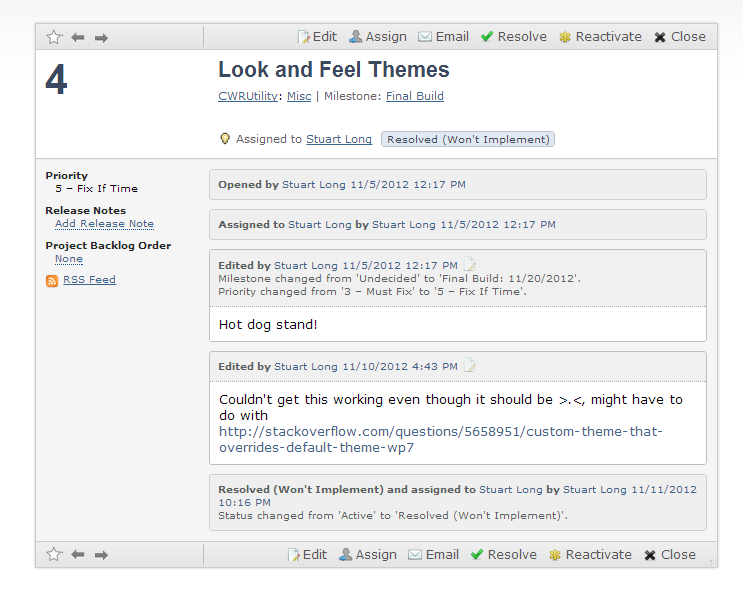 Edit Assign Email Resolve Reactivate Close
4
Look and Feel Themes
CWRUtility: Misc | Milestone: Final Build
Assigned to Stuart Long Resolved (Won't Implement)
Priority
5 – Fix If Time
Release Notes
Add Release Note
Project Backlog Order
None
RSS Feed
Opened by Stuart Long 11/5/2012 12:17 PM
Assigned to Stuart Long by Stuart Long 11/5/2012 12:17 PM
Edited by Stuart Long 11/5/2012 12:17 PM
Milestone changed from 'Undecided' to 'Final Build: 11/20/2012'.
Priority changed from '3 – Must Fix' to '5 – Fix If Time'.
Hot dog stand!
Edited by Stuart Long 11/10/2012 4:43 PM
Couldn't get this working even though it should be >.<, might have to
do with
http://stackoverflow.com/questions/5658951/custom-theme-that-
overrides-default-theme-wp7
Resolved (Won't Implement) and assigned to Stuart Long by Stuart Long 11/11/2012
10:16 PM
Status changed from 'Active' to 'Resolved (Won't Implement)'.
Edit Assign Email Resolve Reactivate Close